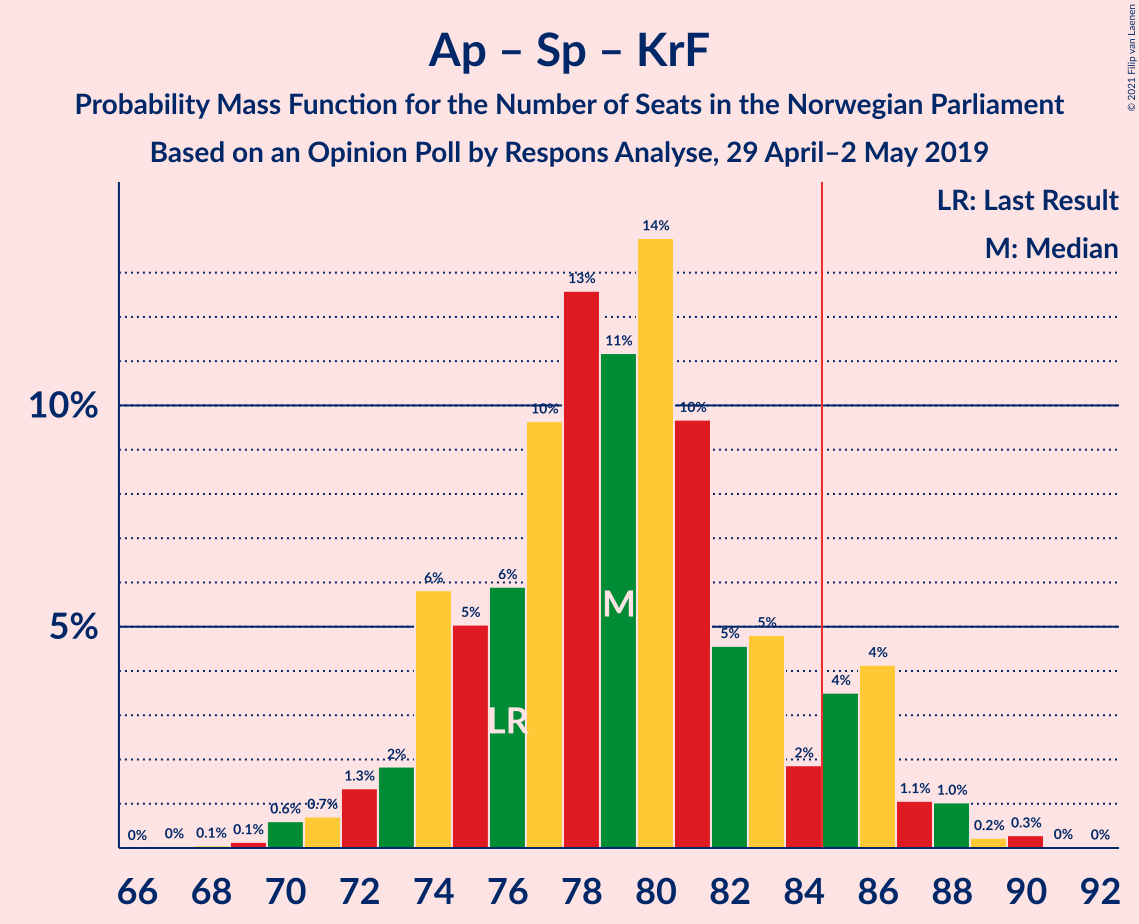 Ap – Sp – KrF
Probability Mass Function for the Number of Seats in the Norwegian Parliament
Based on an Opinion Poll by Respons Analyse, 29 April–2 May 2019
© 2021 Filip van Laenen
LR: Last Result
M: Median
10%
5%
0% 0% 0.1% 0.1% 0.6% 0.7% 1.3% 2% 6% 5% 6% 10% 13% 11% 14% 10% 5% 5% 2% 4% 4% 1.1% 1.0% 0.2% 0.3% 0% 0%
LR
M
66 68 70 72 74 76 78 80 82 84 86 88 90 92